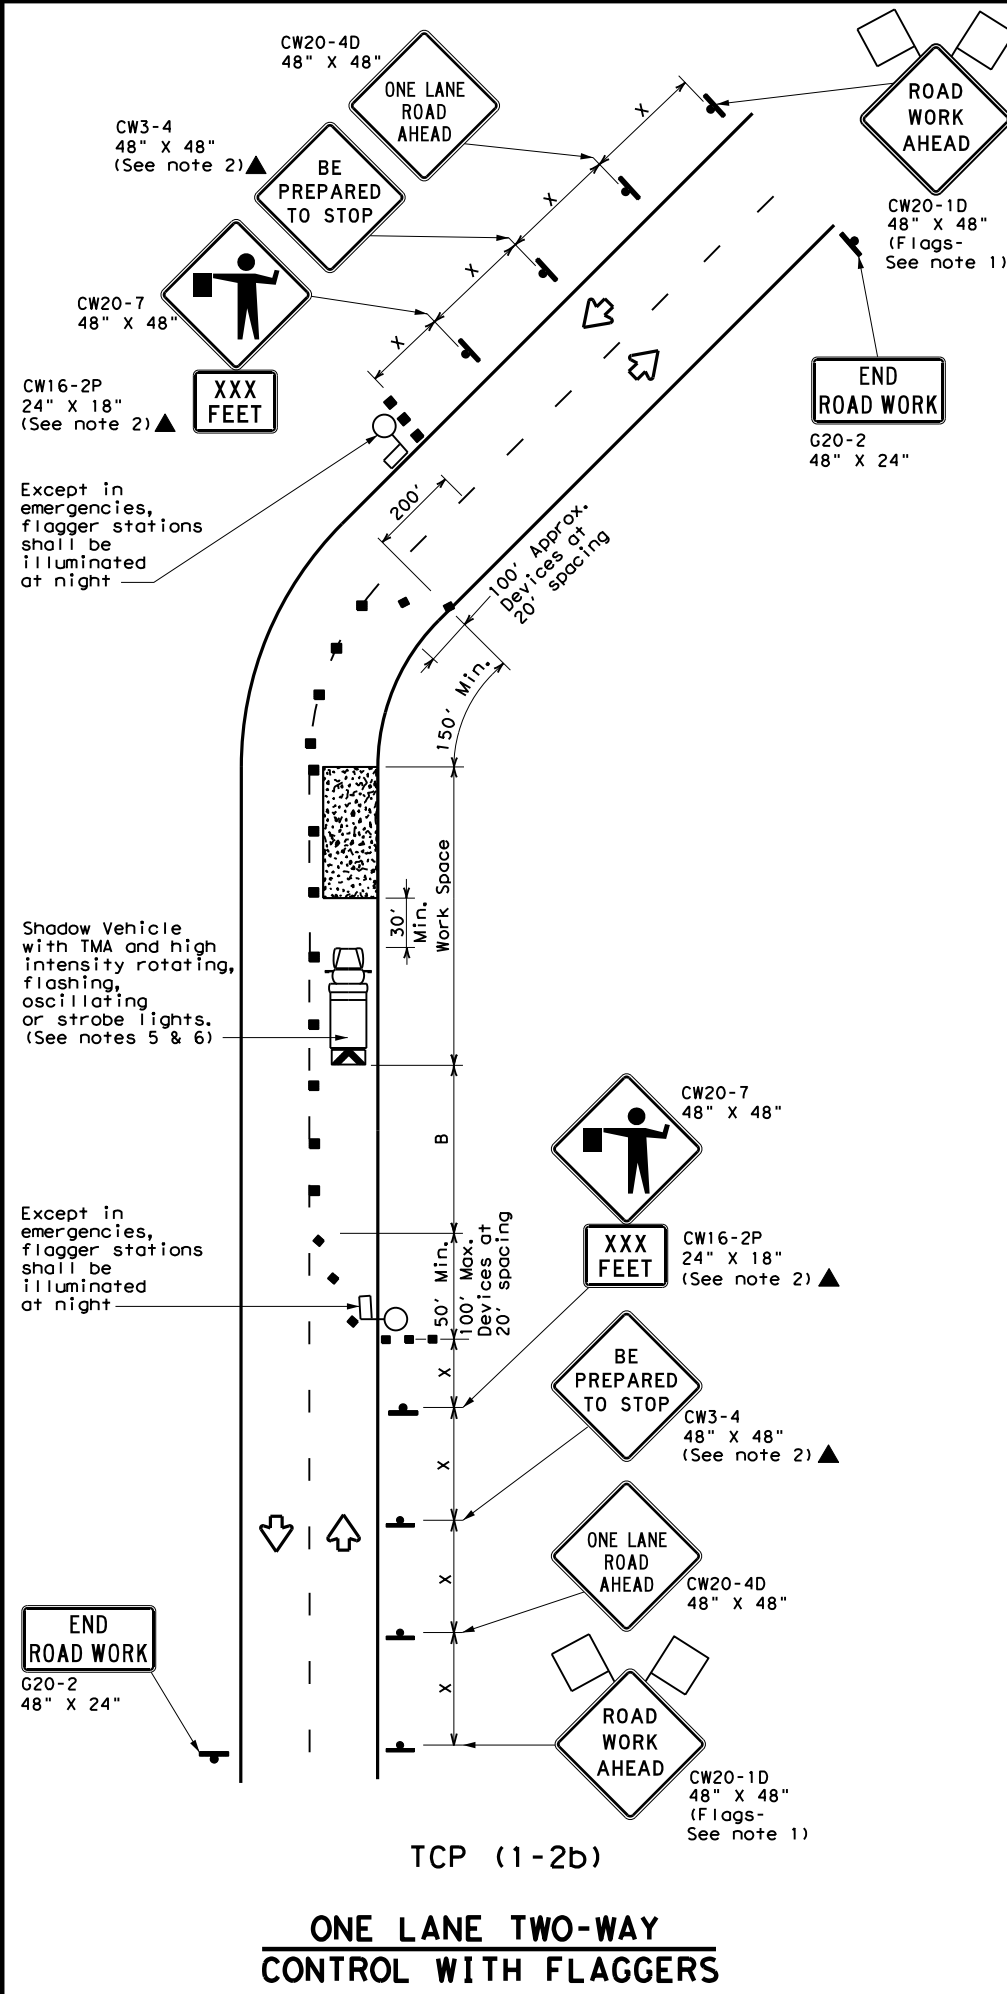 CW20-4D
48" X 48"
ONE LANE
ROAD
AHEAD
ROAD
WORK
AHEAD
CW20-1D
48" X 48"
(Flags-
See note 1)
CW3-4
48" X 48"
(See note 2)▲
BE
PREPARED
TO STOP
X
X
X
X
CW20-7
48" X 48"
CW16-2P
24" X 18"
(See note 2)▲
XXX
FEET
END
ROAD WORK
G20-2
48" X 24"
Except in
emergencies,
flagger stations
shall be
illuminated
at night
200'
100' Approx.
Devices at
20' spacing
150' Min.
30'
Min.
Work Space
Shadow Vehicle
with TMA and high
intensity rotating,
flashing,
oscillating
or strobe lights.
(See notes 5 & 6)
B
CW20-7
48" X 48"
XXX
FEET
CW16-2P
24" X 18"
(See note 2)▲
Except in
emergencies,
flagger stations
shall be
illuminated
at night
50' Min.
100' Max.
Devices at
20' spacing
X
X
X
X
BE
PREPARED
TO STOP
CW3-4
48" X 48"
(See note 2)▲
ONE LANE
ROAD
AHEAD
CW20-4D
48" X 48"
END
ROAD WORK
G20-2
48" X 24"
ROAD
WORK
AHEAD
CW20-1D
48" X 48"
(Flags-
See note 1)
TCP (1-2b)
ONE LANE TWO-WAY
CONTROL WITH FLAGGERS